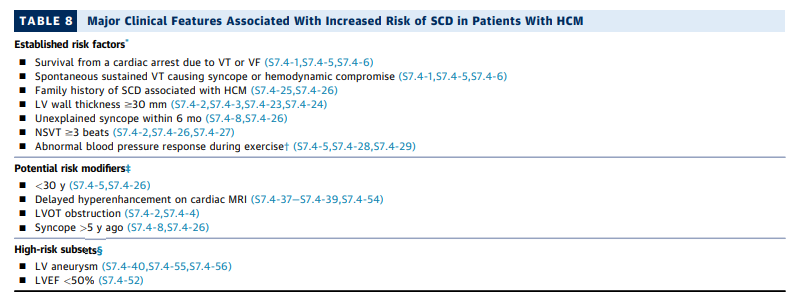 TABLE 8 Major Clinical Features Associated With Increased Risk of SCD in Patients With HCM
Established risk factors*
■ Survival from a cardiac arrest due to VT or VF (S7.4-1,S7.4-5,S7.4-6)
■ Spontaneous sustained VT causing syncope or hemodynamic compromise (S7.4-1,S7.4-5,S7.4-6)
■ Family history of SCD associated with HCM (S7.4-25,S7.4-26)
■ LV wall thickness ≥30 mm (S7.4-2,S7.4-3,S7.4-23,S7.4-24)
■ Unexplained syncope within 6 mo (S7.4-8,S7.4-26)
■ NSVT ≥3 beats (S7.4-2,S7.4-26,S7.4-27)
■ Abnormal blood pressure response during exercise† (S7.4-5,S7.4-28,S7.4-29)
Potential risk modifiers‡
■ <30 y (S7.4-5,S7.4-26)
■ Delayed hyperenhancement on cardiac MRI (S7.4-37–S7.4-39,S7.4-54)
■ LVOT obstruction (S7.4-2,S7.4-4)
■ Syncope >5 y ago (S7.4-8,S7.4-26)
High-risk subsets§
■ LV aneurysm (S7.4-40,S7.4-55,S7.4-56)
■ LVEF <50% (S7.4-52)